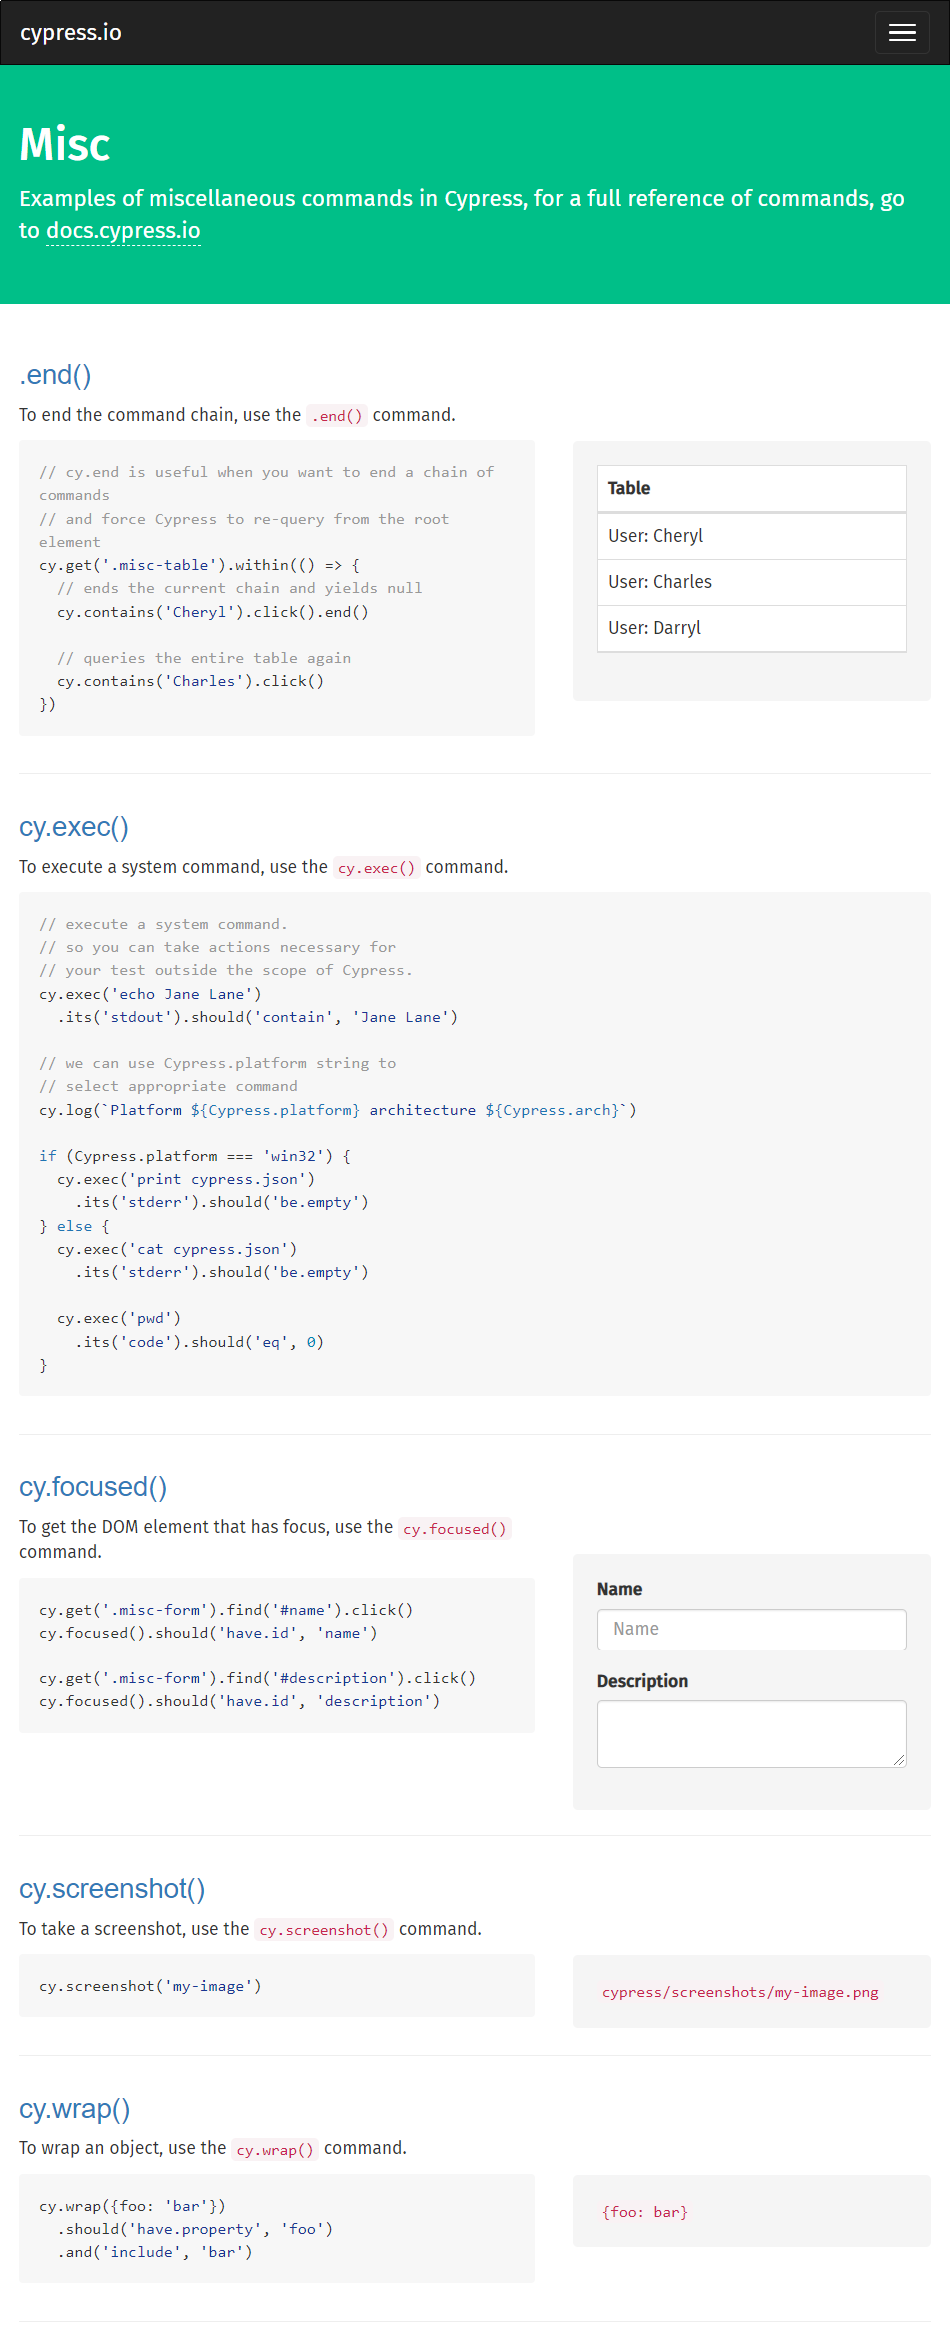 cypress.io
Misc
Examples of miscellaneous commands in Cypress, for a full reference of commands, go
to docs.cypress.io
.end()
To end the command chain, use the .end() command.
// cy.end is useful when you want to end a chain of
commands
// and force Cypress to re-query from the root
element
cy.get('.misc-table').within(() => {
  // ends the current chain and yields null
  cy.contains('Cheryl').click().end()
  // queries the entire table again
  cy.contains('Charles').click()
})
Table
User: Cheryl
User: Charles
User: Darryl
cy.exec()
To execute a system command, use the cy.exec() command.
// execute a system command.
// so you can take actions necessary for
// your test outside the scope of Cypress.
cy.exec('echo Jane Lane')
  .its('stdout').should('contain', 'Jane Lane')
// we can use Cypress.platform string to
// select appropriate command
cy.log(`Platform ${Cypress.platform} architecture ${Cypress.arch}`)
if (Cypress.platform === 'win32') {
  cy.exec('print cypress.json')
    .its('stderr').should('be.empty')
} else {
  cy.exec('cat cypress.json')
    .its('stderr').should('be.empty')
  cy.exec('pwd')
    .its('code').should('eq', 0)
}
cy.focused()
To get the DOM element that has focus, use the cy.focused()
command.
cy.get('.misc-form').find('#name').click()
cy.focused().should('have.id', 'name')
cy.get('.misc-form').find('#description').click()
cy.focused().should('have.id', 'description')
Name
Name
Description
cy.screenshot()
To take a screenshot, use the cy.screenshot() command.
cy.screenshot('my-image')
cypress/screenshots/my-image.png
cy.wrap()
To wrap an object, use the cy.wrap() command.
cy.wrap({foo: 'bar'})
  .should('have.property', 'foo')
  .and('include', 'bar')
{foo: bar}